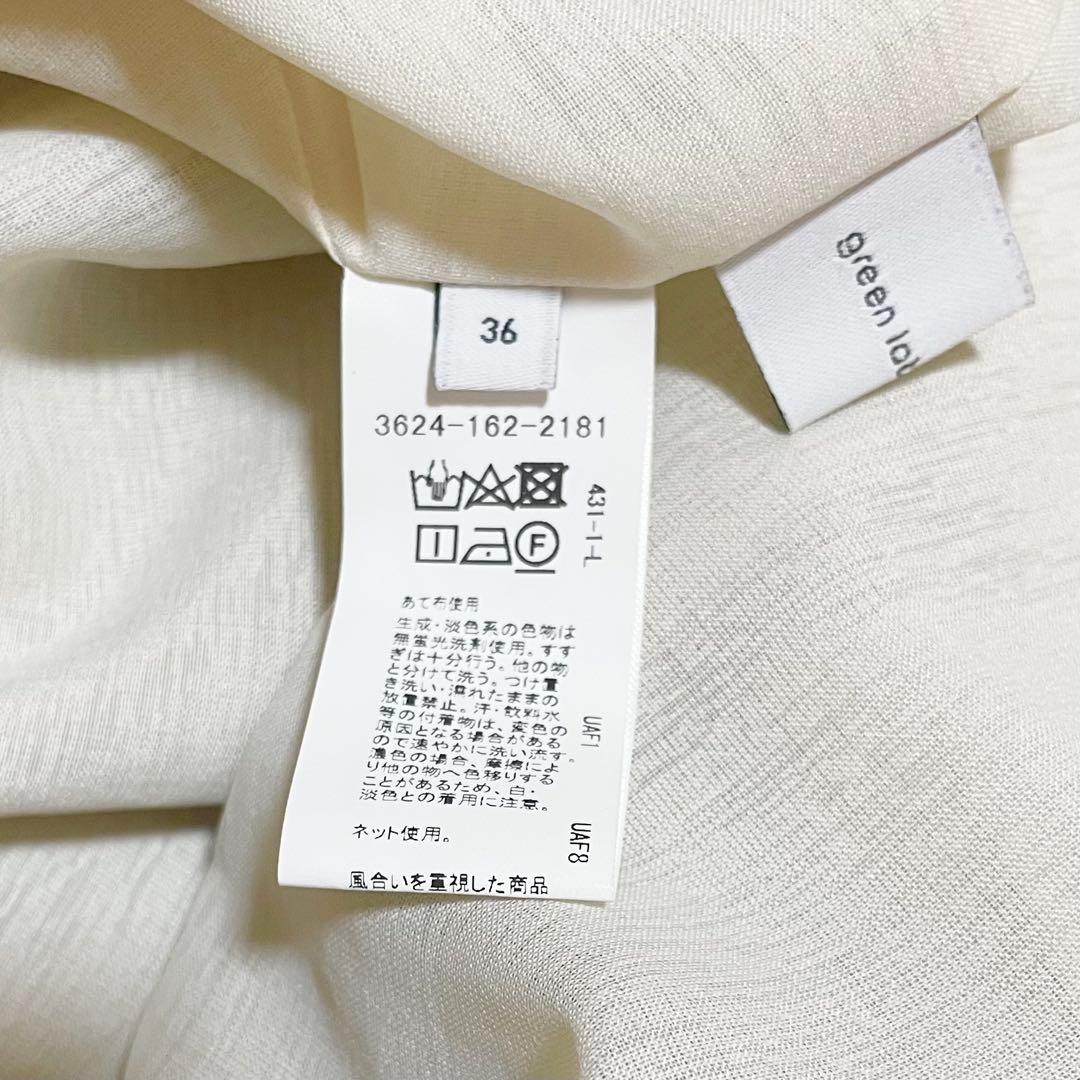 green lab
36
3624-162-2181
431-1-L
F
あて布使用
生成・淡色系の色物は
無蛍光洗剤使用。すす
ぎは十分行う。他の物
と分けて洗う。つけ置
き洗い・濡れたままの
放置禁止。汗・飲料水
等の付着物は、変色の
原因となる場合がある
ので速やかに洗い流す。
濃色の場合、摩擦によ
り他の物へ色移りする
ことがあるため、白・
淡色との着用に注意。
UAF1
ネット使用。
UAF8
風合いを重視した商品